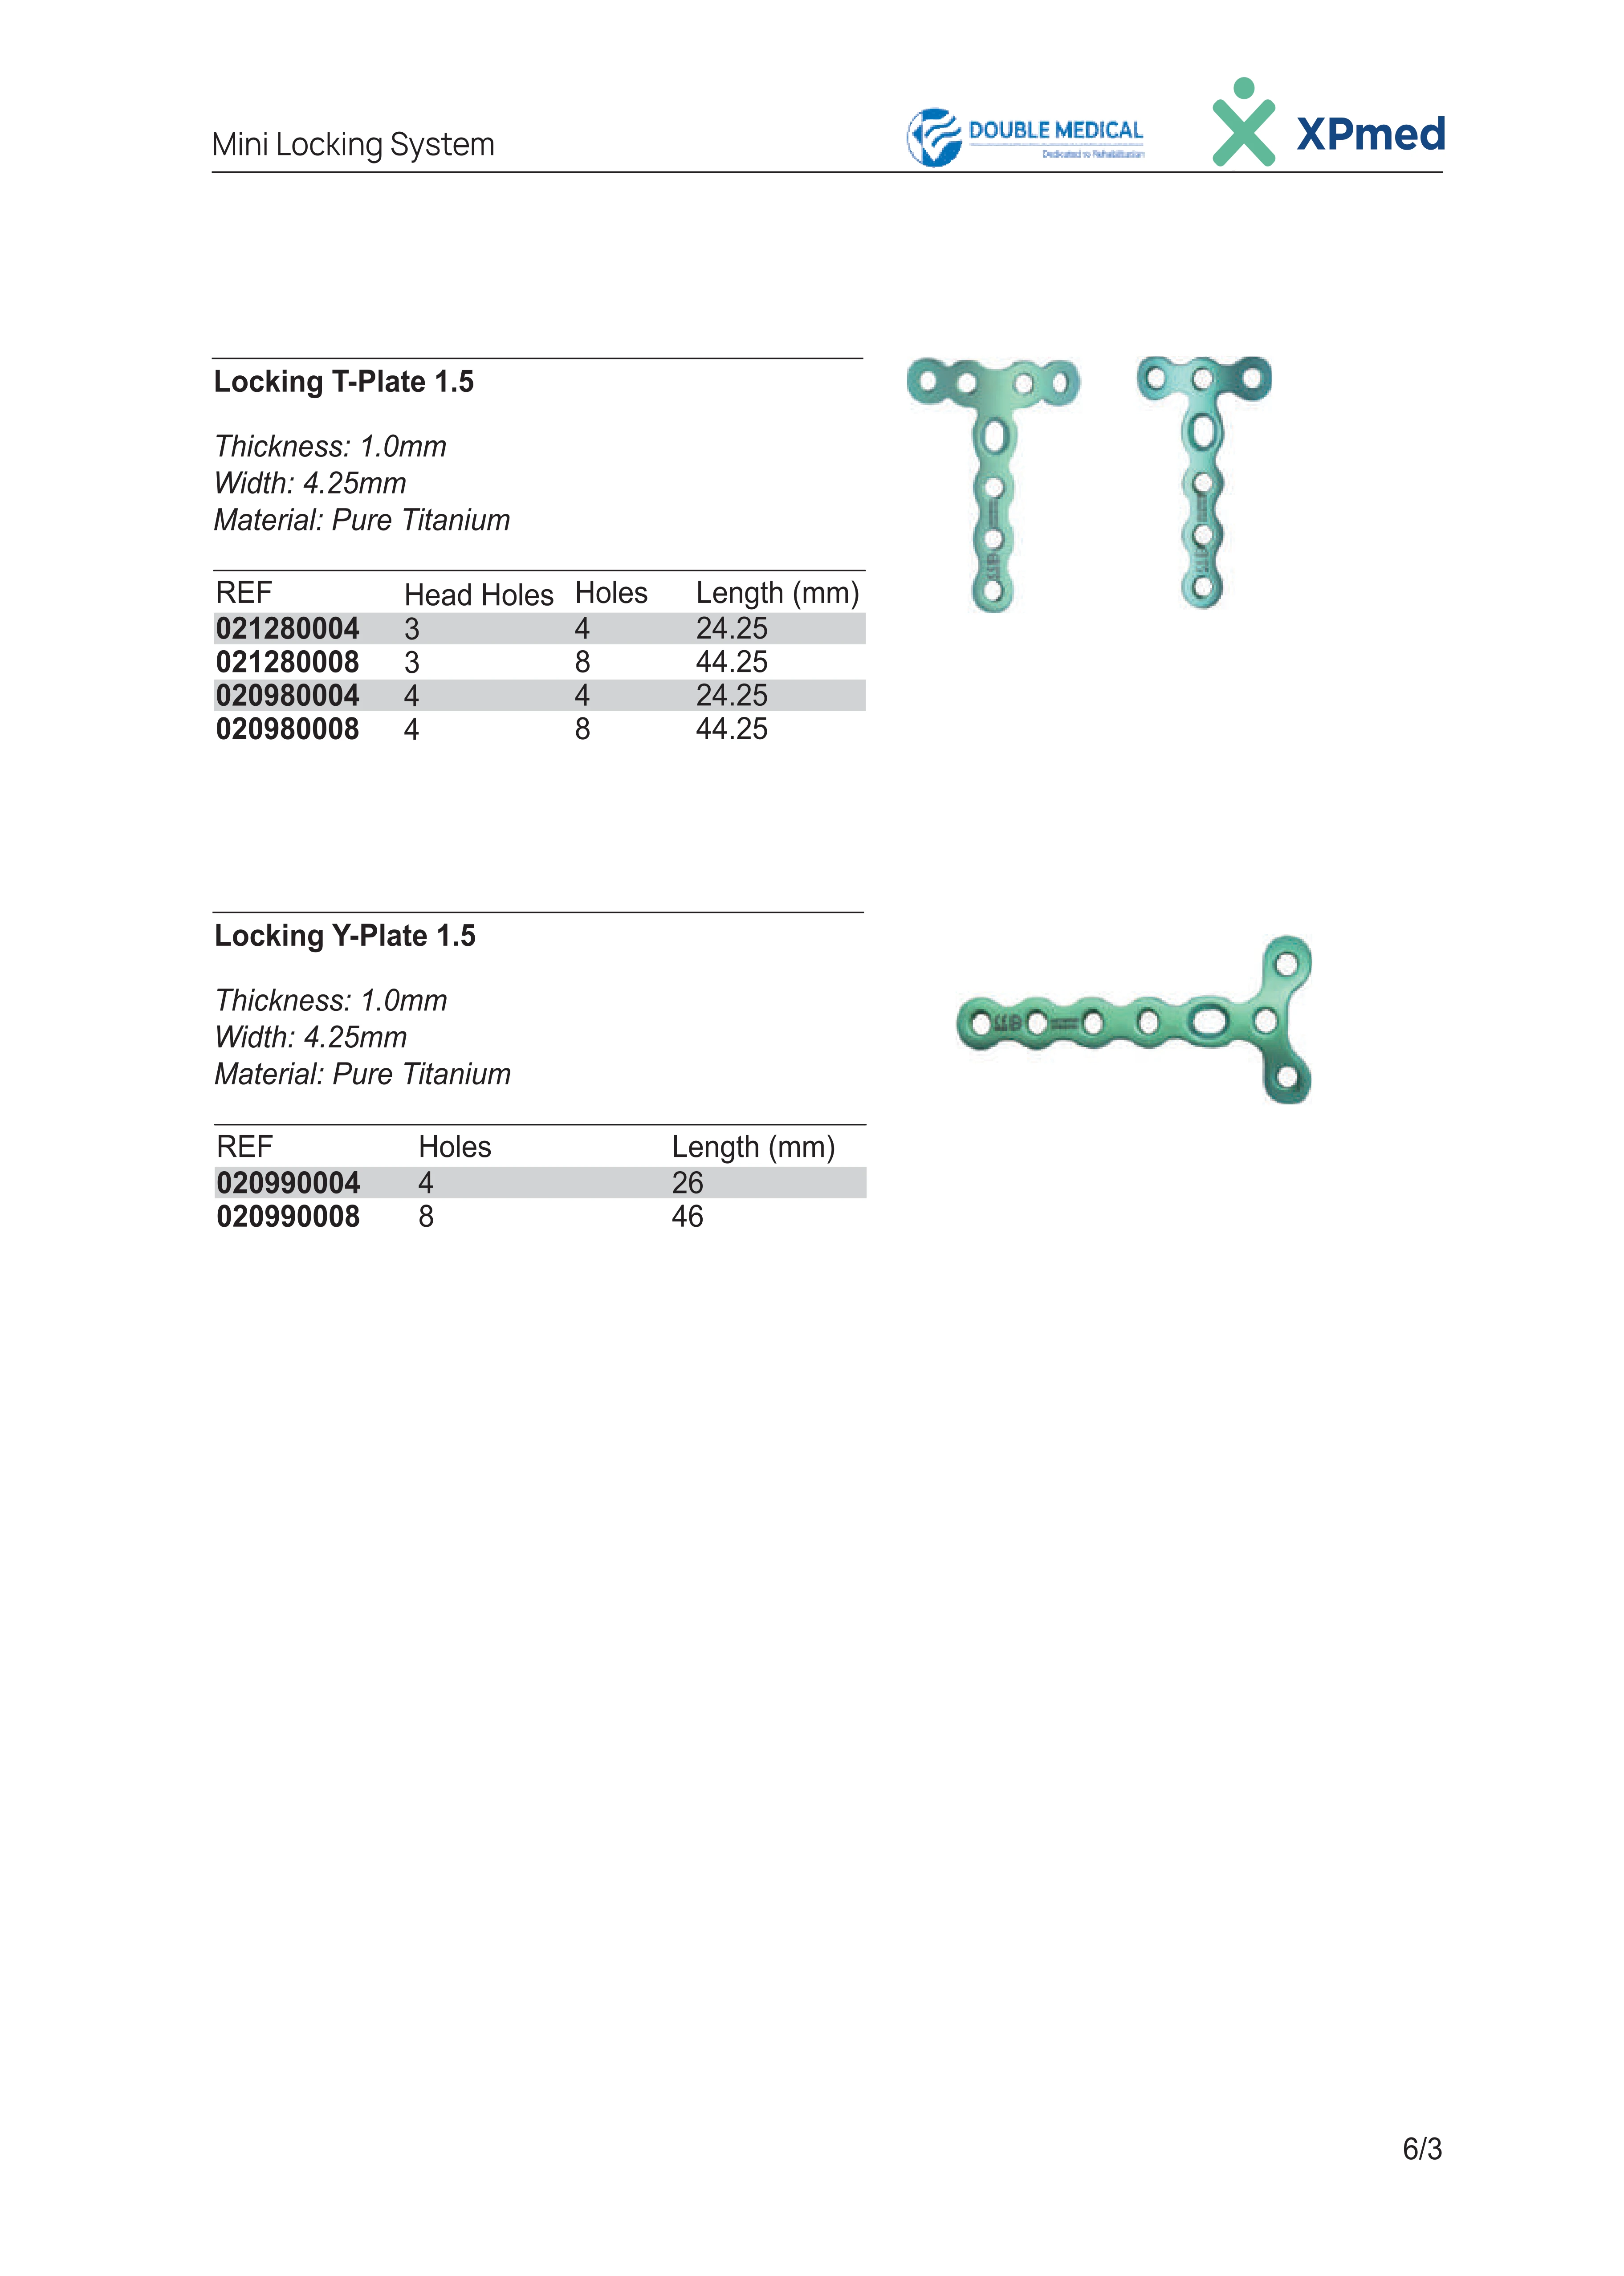 Mini Locking System
DOUBLE MEDICAL
Dedicated to Rehabilitation
XPmed
Locking T-Plate 1.5
Thickness: 1.0mm
Width: 4.25mm
Material: Pure Titanium
REF Head Holes Holes Length (mm)
021280004 3 4 24.25
021280008 3 8 44.25
020980004 4 4 24.25
020980008 4 8 44.25
Locking Y-Plate 1.5
Thickness: 1.0mm
Width: 4.25mm
Material: Pure Titanium
REF Holes Length (mm)
020990004 4 26
020990008 8 46
6/3